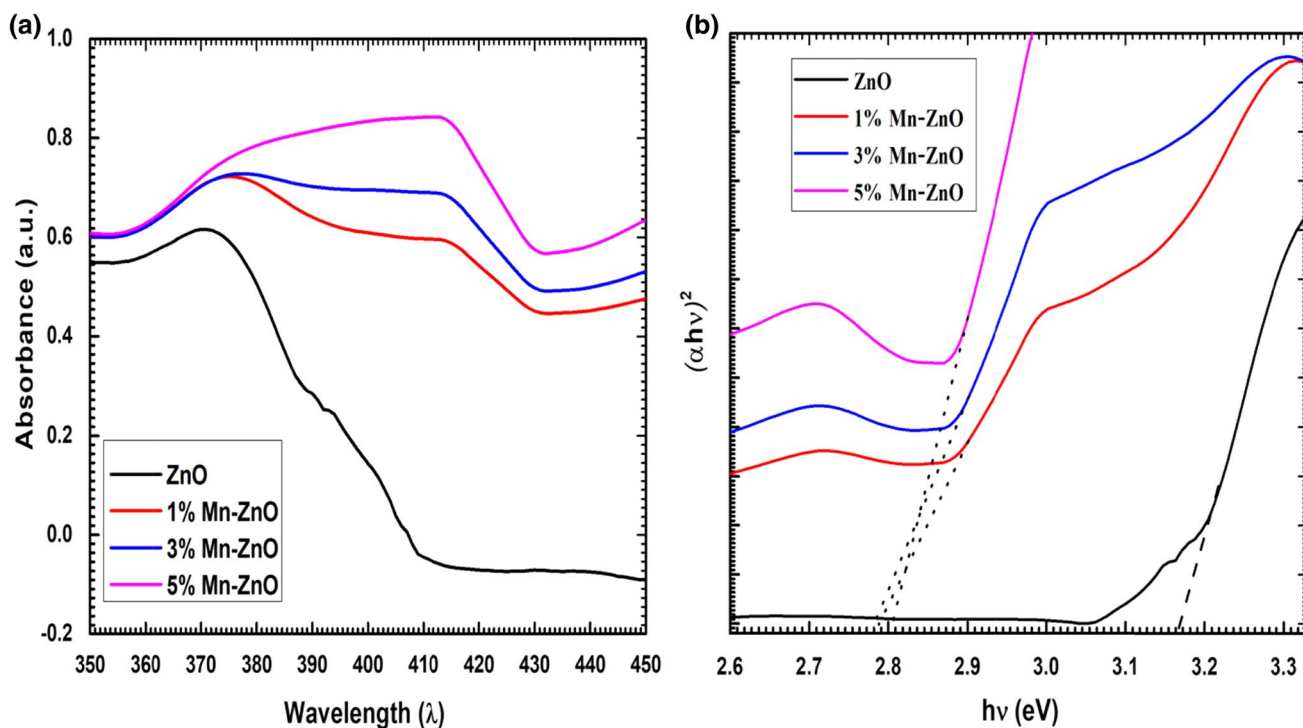 (a)
1.0
0.8
0.6
0.4
0.2
0.0
-0.2
Absorbance (a.u.)
ZnO
1% Mn-ZnO
3% Mn-ZnO
5% Mn-ZnO
350 360 370 380 390 400 410 420 430 440 450
Wavelength (λ)
(b)
(αhν)²
ZnO
1% Mn-ZnO
3% Mn-ZnO
5% Mn-ZnO
2.6 2.7 2.8 2.9 3.0 3.1 3.2 3.3
hν (eV)